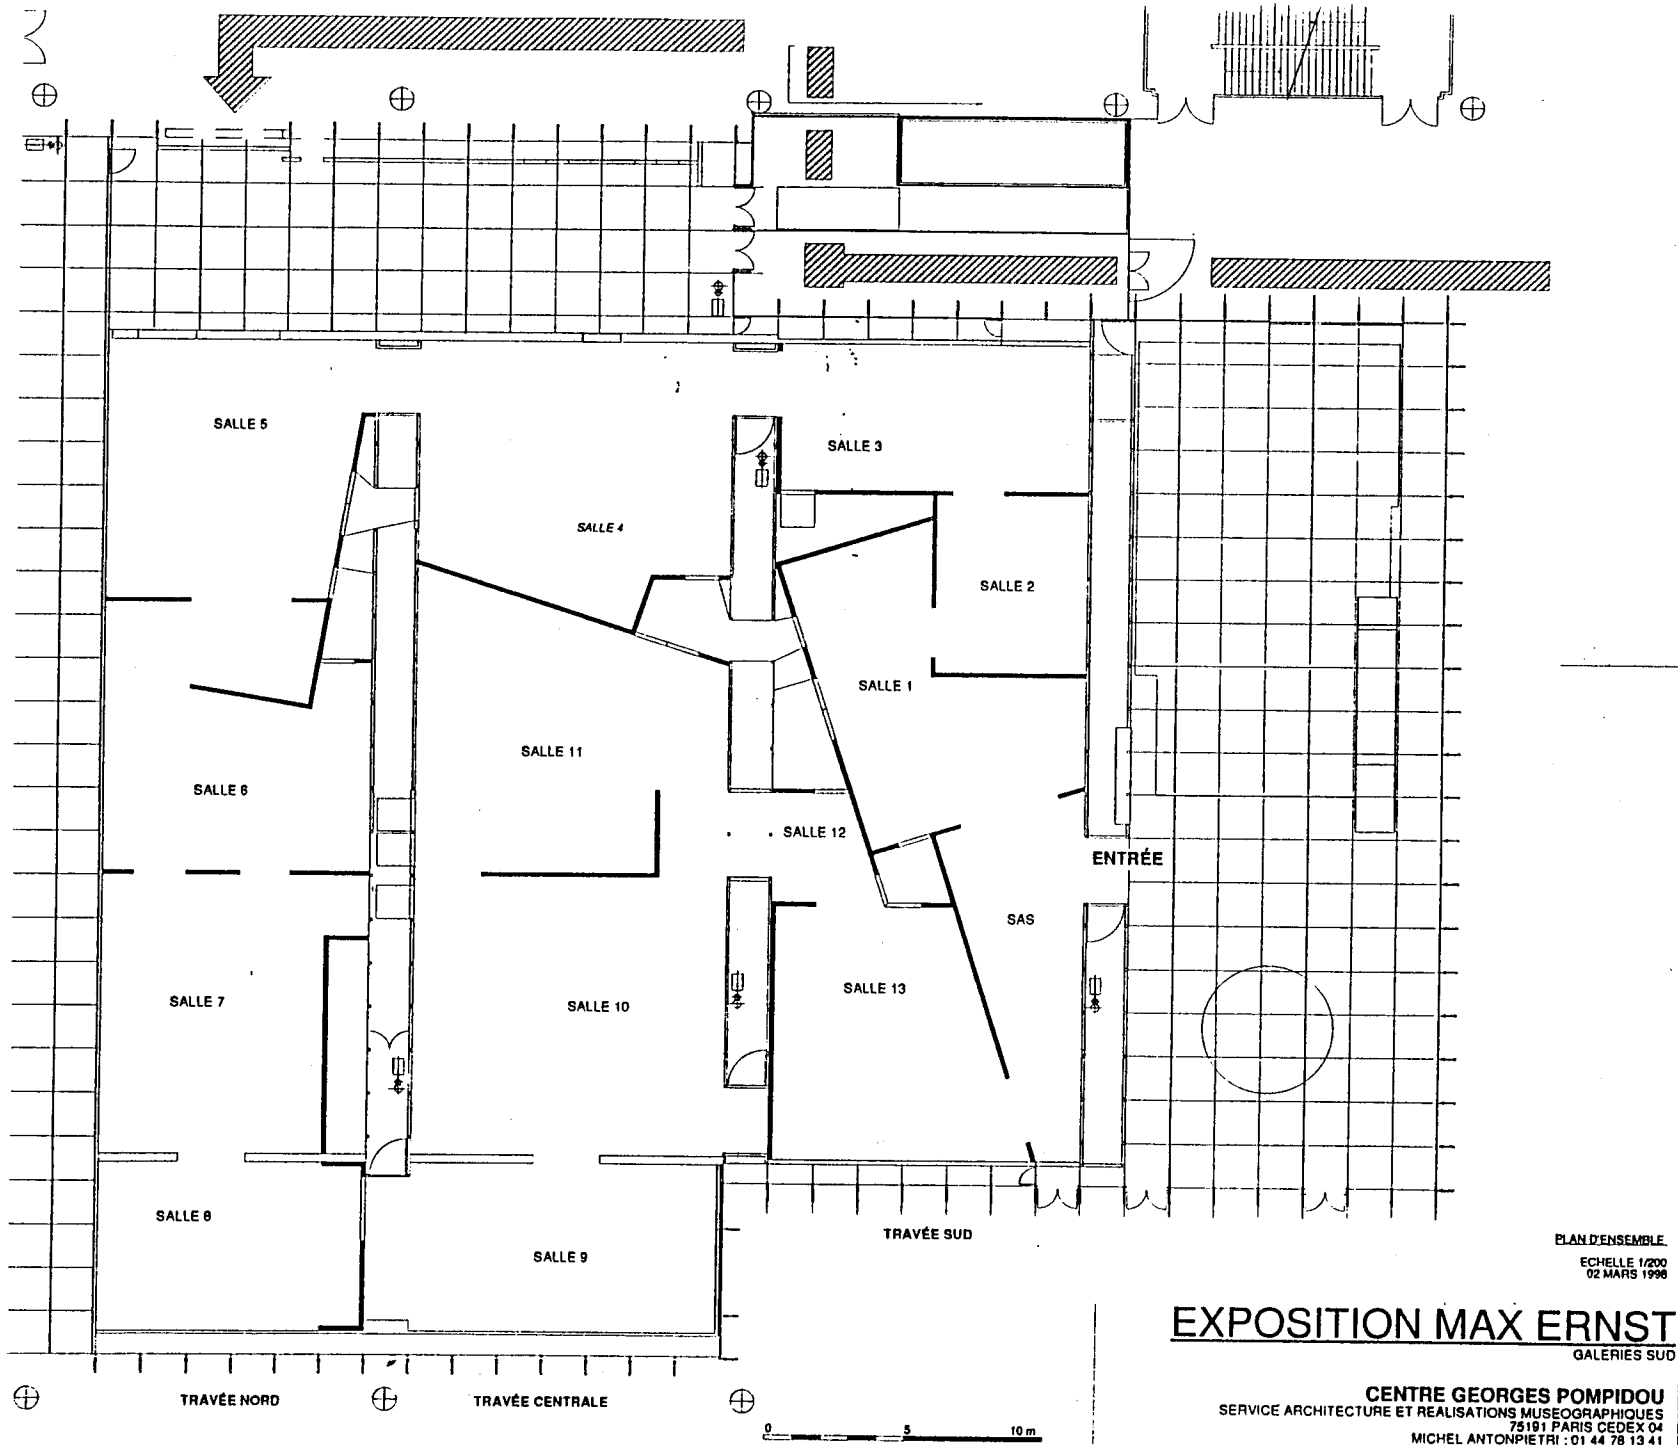 SALLE 5
SALLE 3
SALLE 4
SALLE 2
SALLE 1
SALLE 11
SALLE 6
SALLE 12
ENTRÉE
SAS
SALLE 13
SALLE 7
SALLE 10
SALLE 8
SALLE 9
TRAVÉE SUD
TRAVÉE NORD
TRAVÉE CENTRALE
0 5 10 m
PLAN D'ENSEMBLE
ECHELLE 1/200
02 MARS 1998
EXPOSITION MAX ERNST
GALERIES SUD
CENTRE GEORGES POMPIDOU
SERVICE ARCHITECTURE ET REALISATIONS MUSEOGRAPHIQUES
75191 PARIS CEDEX 04
MICHEL ANTONPIETRI : 01 44 78 13 41